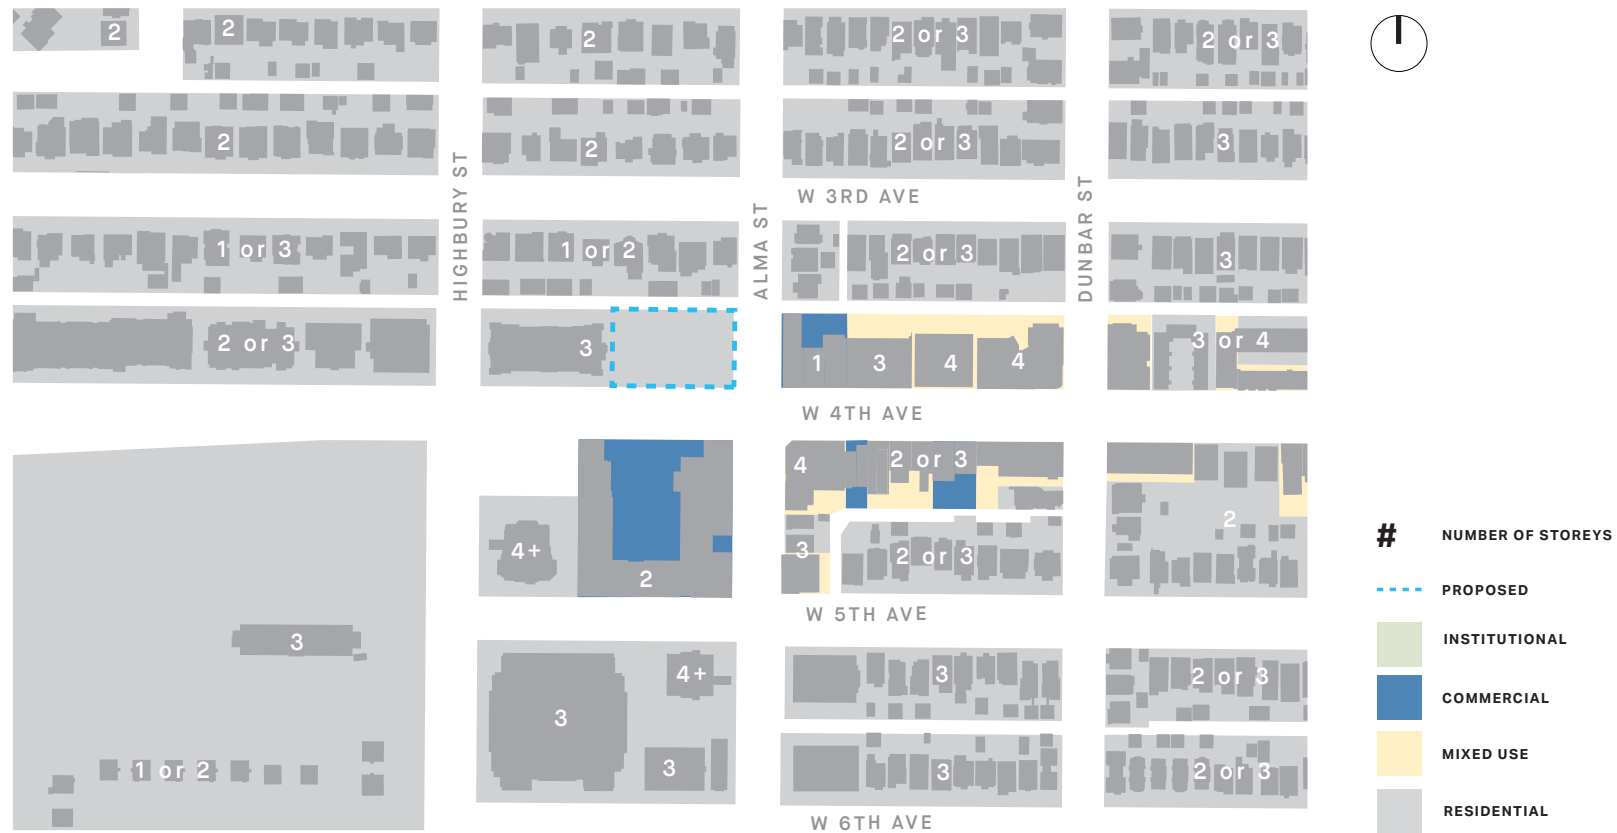 2
2
2
2 or 3
2 or 3
2
2
2 or 3
3
HIGHBURY ST
ALMA ST
DUNBAR ST
W 3RD AVE
1 or 3
1 or 2
2 or 3
3
2 or 3
3
1
3
4
4
3 or 4
W 4TH AVE
4
2 or 3
2
4+
2
3
2 or 3
W 5TH AVE
3
4+
3
2 or 3
3
1 or 2
3
3
2 or 3
W 6TH AVE
# NUMBER OF STOREYS
PROPOSED
INSTITUTIONAL
COMMERCIAL
MIXED USE
RESIDENTIAL